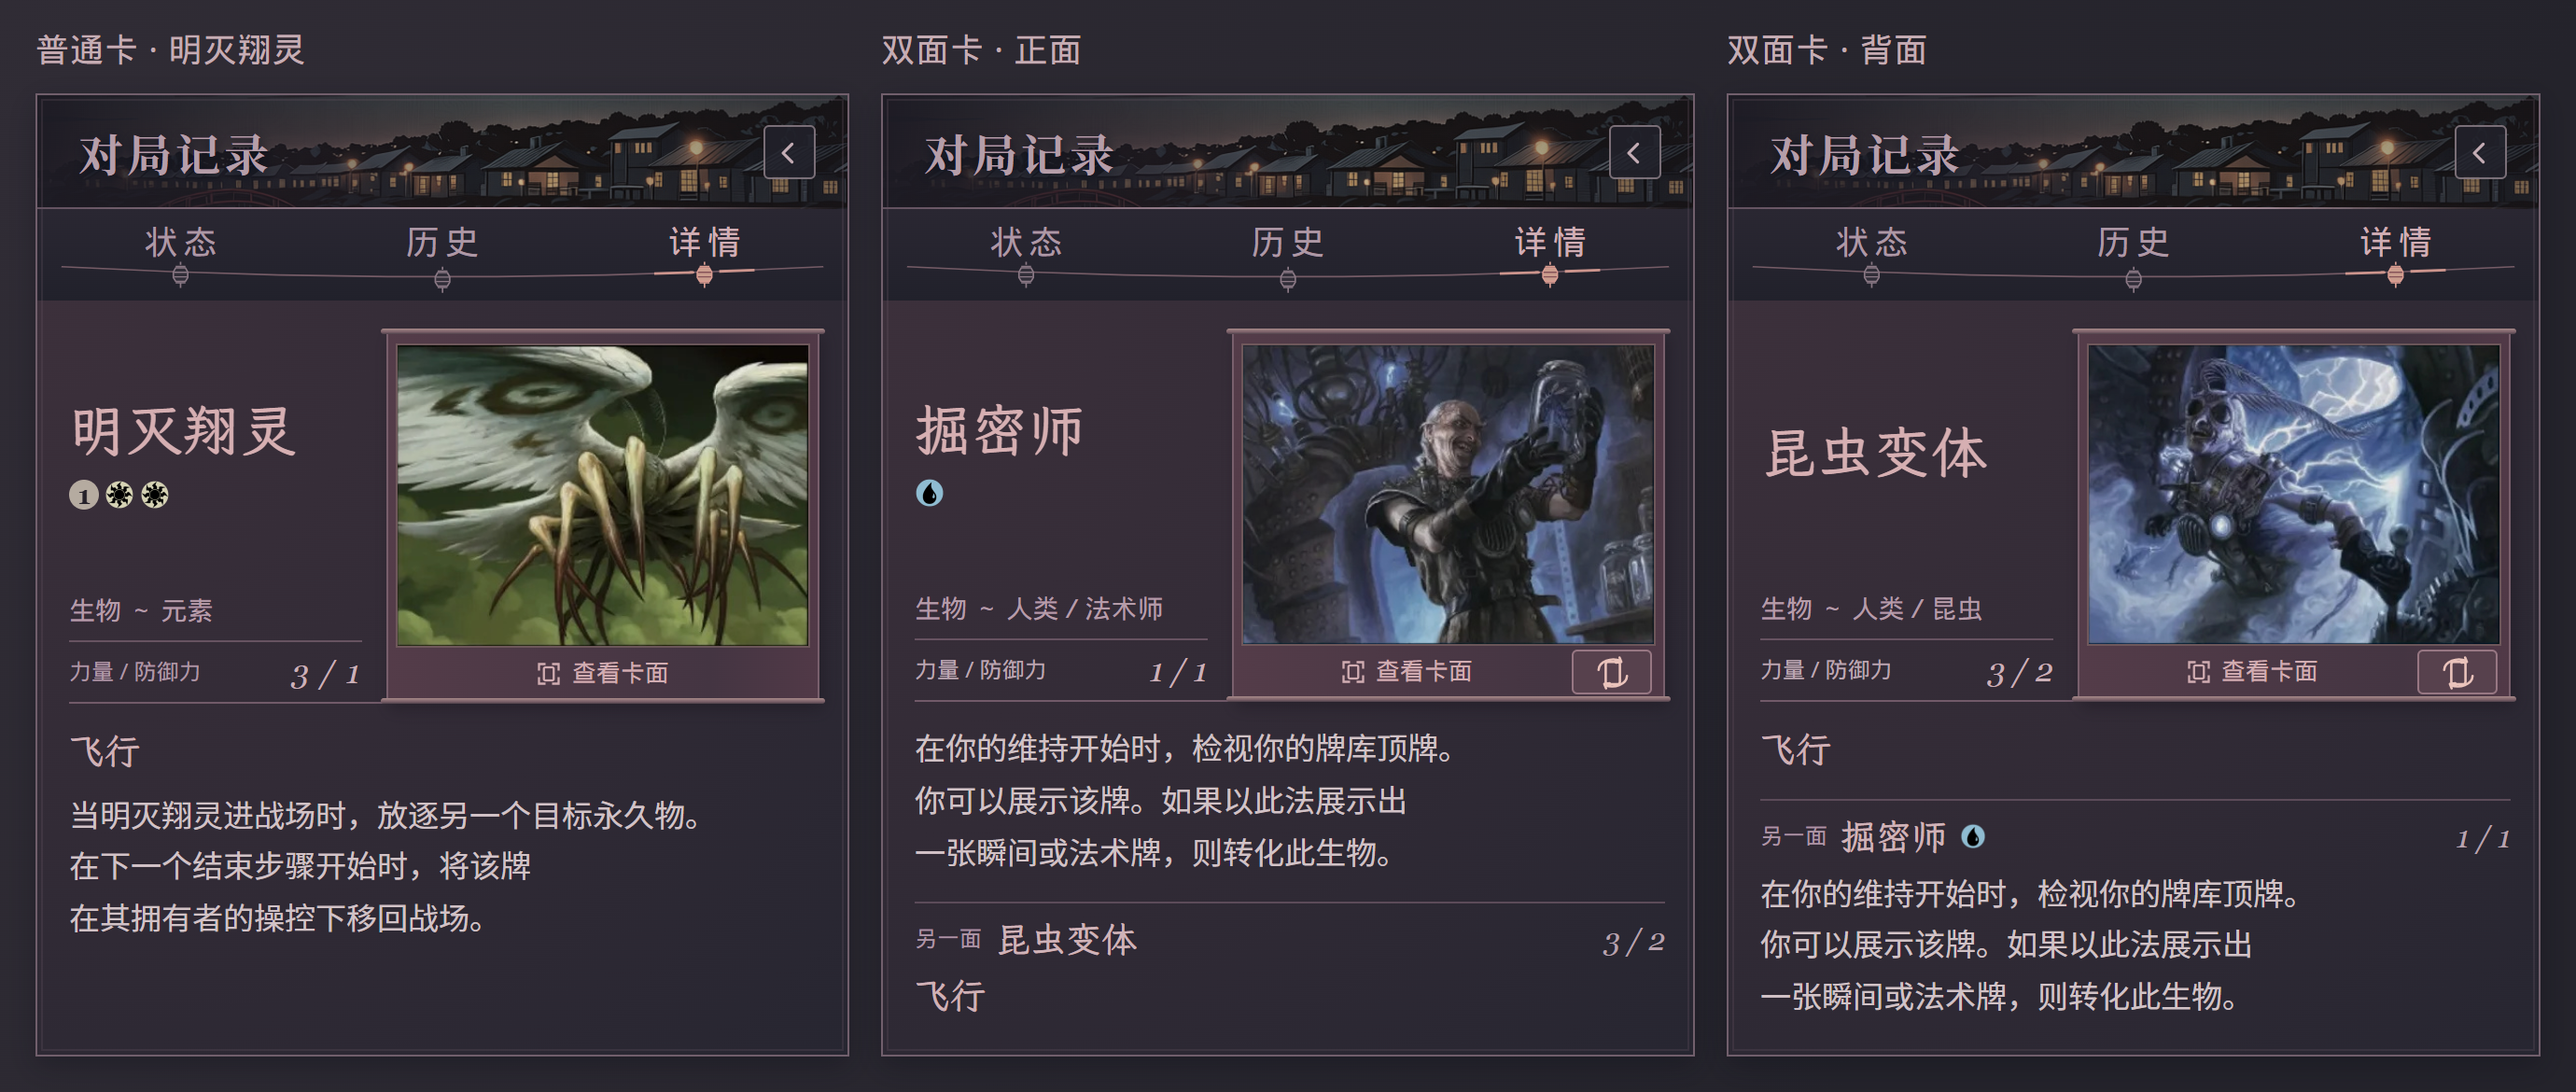 普通卡 · 明灭翔灵
对局记录
状态 历史 详情
明灭翔灵
1
生物 ~ 元素
力量 / 防御力 3 / 1
查看卡面
飞行
当明灭翔灵进战场时，放逐另一个目标永久物。
在下一个结束步骤开始时，将该牌
在其拥有者的操控下移回战场。
双面卡 · 正面
对局记录
状态 历史 详情
掘密师
生物 ~ 人类 / 法术师
力量 / 防御力 1 / 1
查看卡面
在你的维持开始时，检视你的牌库顶牌。
你可以展示该牌。如果以此法展示出
一张瞬间或法术牌，则转化此生物。
另一面 昆虫变体 3 / 2
飞行
双面卡 · 背面
对局记录
状态 历史 详情
昆虫变体
生物 ~ 人类 / 昆虫
力量 / 防御力 3 / 2
查看卡面
飞行
另一面 掘密师 1 / 1
在你的维持开始时，检视你的牌库顶牌。
你可以展示该牌。如果以此法展示出
一张瞬间或法术牌，则转化此生物。